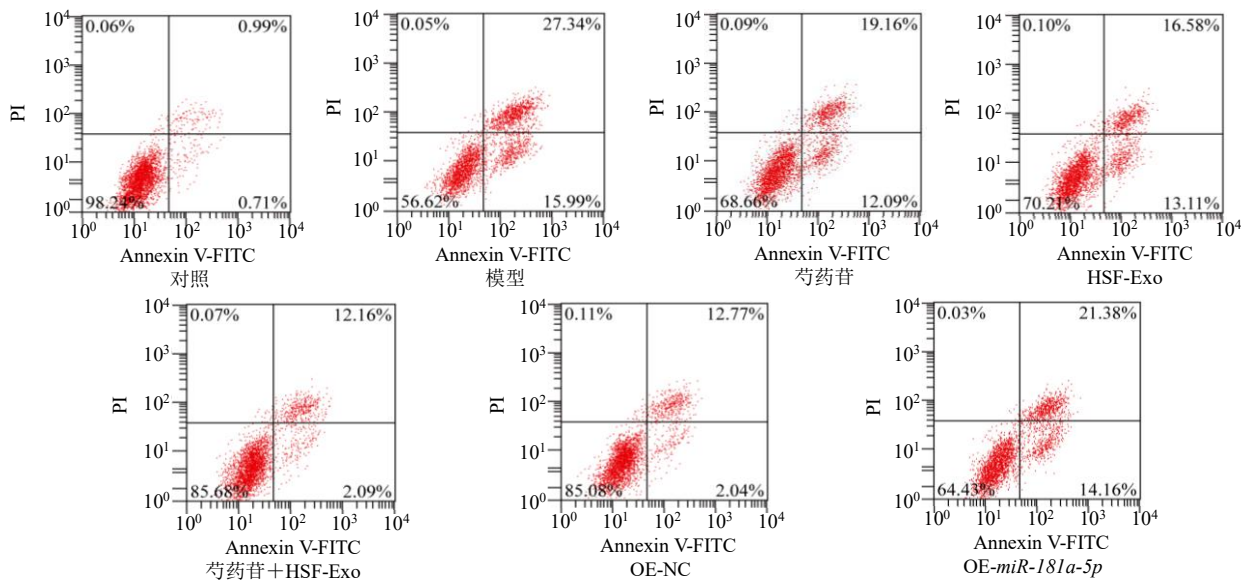 0.06% 0.99%
98.24% 0.71%
PI
10⁴
10³
10²
10¹
10⁰
10⁰ 10¹ 10² 10³ 10⁴
Annexin V-FITC
对照
0.05% 27.34%
56.62% 15.99%
PI
10⁴
10³
10²
10¹
10⁰
10⁰ 10¹ 10² 10³ 10⁴
Annexin V-FITC
模型
0.09% 19.16%
68.66% 12.09%
PI
10⁴
10³
10²
10¹
10⁰
10⁰ 10¹ 10² 10³ 10⁴
Annexin V-FITC
芍药苷
0.10% 16.58%
70.21% 13.11%
PI
10⁴
10³
10²
10¹
10⁰
10⁰ 10¹ 10² 10³ 10⁴
Annexin V-FITC
HSF-Exo
0.07% 12.16%
85.68% 2.09%
PI
10⁴
10³
10²
10¹
10⁰
10⁰ 10¹ 10² 10³ 10⁴
Annexin V-FITC
芍药苷＋HSF-Exo
0.11% 12.77%
85.08% 2.04%
PI
10⁴
10³
10²
10¹
10⁰
10⁰ 10¹ 10² 10³ 10⁴
Annexin V-FITC
OE-NC
0.03% 21.38%
64.43% 14.16%
PI
10⁴
10³
10²
10¹
10⁰
10⁰ 10¹ 10² 10³ 10⁴
Annexin V-FITC
OE-miR-181a-5p